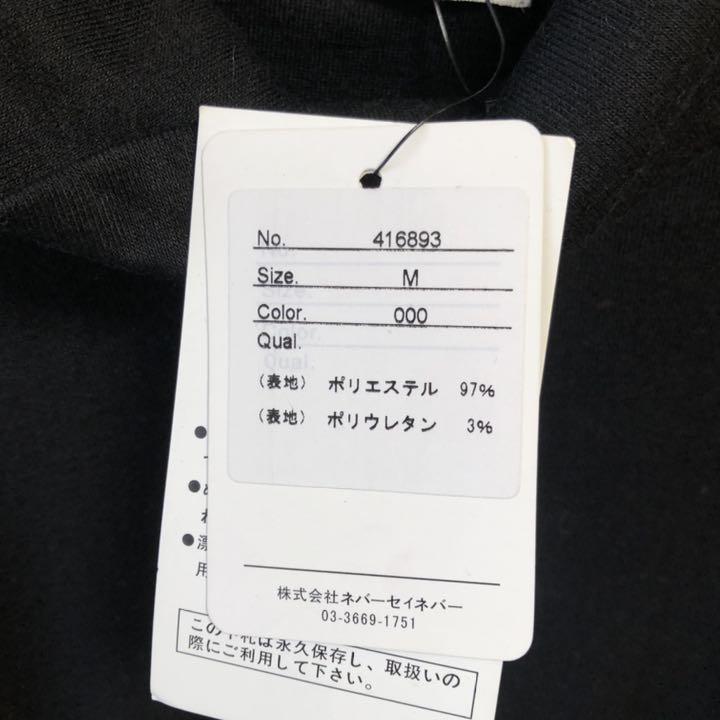 No. 416893
Size. M
Color. 000
Qual.
(表地) ポリエステル 97%
(表地) ポリウレタン 3%
株式会社ネバーセイネバー
03-3669-1751
この下札は永久保存し、取扱いの
際にご利用して下さい。